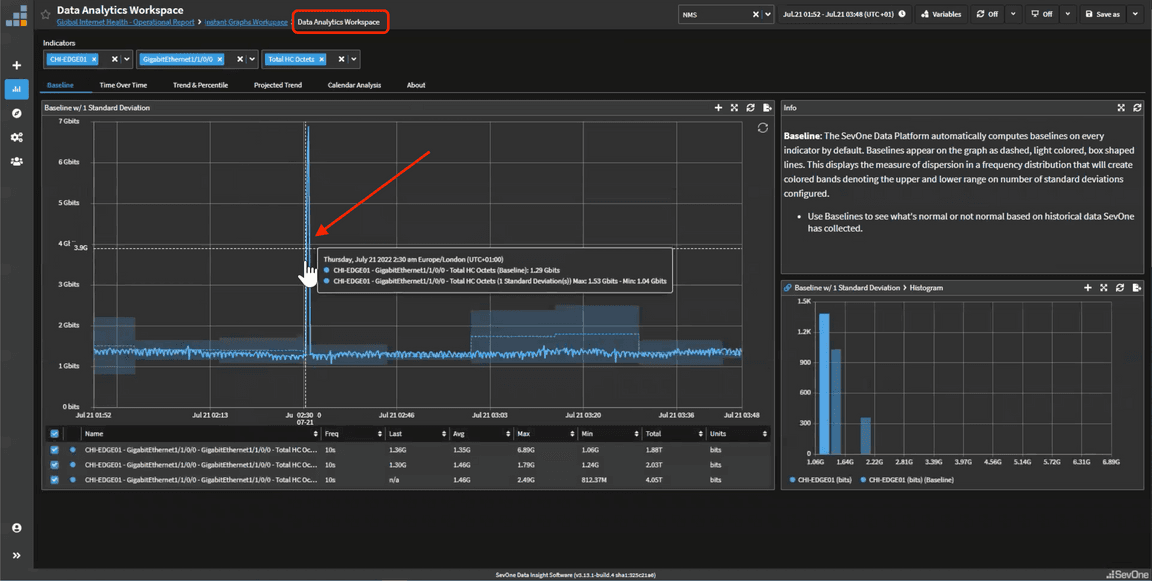 Data Analytics Workspace
Global Internet Health - Operational Report > Instant Graphs Workspace > Data Analytics Workspace
NMS
Jul.21 01:52 - Jul.21 03:48 (UTC+01)
Variables
Off
Off
Save as
Indicators
CHI-EDGE01
GigabitEthernet1/1/0/0
Total HC Octets
Baseline
Time Over Time
Trend & Percentile
Projected Trend
Calendar Analysis
About
Baseline w/ 1 Standard Deviation
7 Gbits
6 Gbits
5 Gbits
3.9G
3 Gbits
2 Gbits
1 Gbits
0 bits
Thursday, July 21 2022 2:30 am Europe/London (UTC+01:00)
CHI-EDGE01 - GigabitEthernet1/1/0/0 - Total HC Octets (Baseline): 1.29 Gbits
CHI-EDGE01 - GigabitEthernet1/1/0/0 - Total HC Octets (1 Standard Deviation(s)) Max: 1.53 Gbits - Min: 1.04 Gbits
Jul 21 01:52
Jul 21 02:13
02:30
07-21
Jul 21 02:46
Jul 21 03:03
Jul 21 03:20
Jul 21 03:36
Jul 21 03:48
Name Freq Last Avg Max Min Total Units
CHI-EDGE01 - GigabitEthernet1/1/0/0 - GigabitEthernet1/1/0/0 - Total HC Oc... 10s 1.36G 1.35G 6.89G 1.06G 1.88T bits
CHI-EDGE01 - GigabitEthernet1/1/0/0 - GigabitEthernet1/1/0/0 - Total HC Oc... 10s 1.30G 1.46G 1.79G 1.24G 2.03T bits
CHI-EDGE01 - GigabitEthernet1/1/0/0 - GigabitEthernet1/1/0/0 - Total HC Oc... 10s n/a 1.46G 2.49G 812.37M 4.05T bits
Info
Baseline: The SevOne Data Platform automatically computes baselines on every
indicator by default. Baselines appear on the graph as dashed, light colored, box shaped
lines. This displays the measure of dispersion in a frequency distribution that will create
colored bands denoting the upper and lower range on number of standard deviations
configured.
• Use Baselines to see what's normal or not normal based on historical data SevOne
has collected.
Baseline w/ 1 Standard Deviation > Histogram
1.5K
1.2K
900
600
300
0
1.06G 1.64G 2.22G 2.81G 3.39G 3.97G 4.56G 5.14G 5.72G 6.31G 6.89G
CHI-EDGE01 (bits)
CHI-EDGE01 (bits) (Baseline)
SevOne Data Insight Software (v3.13.1-build.4 sha1:325c21e6)
SevOne